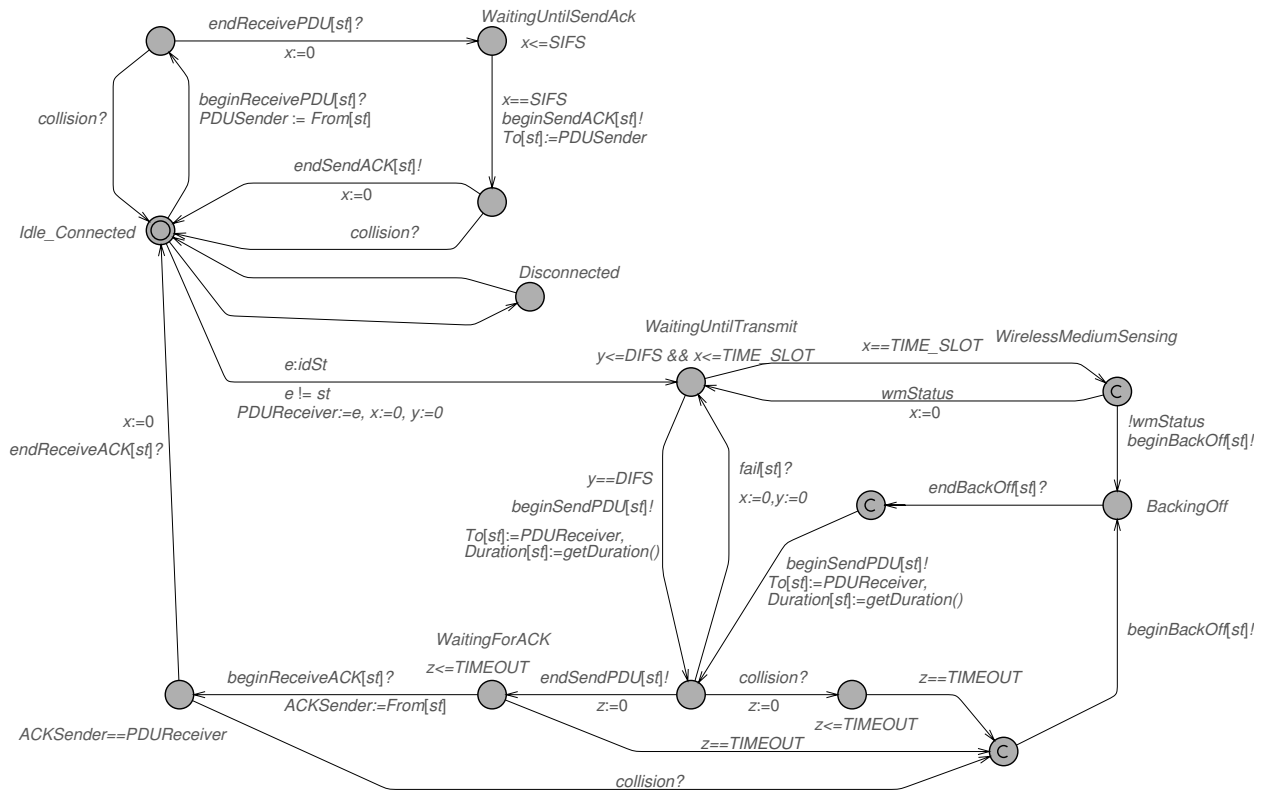 endReceivePDU[st]?
x:=0
WaitingUntilSendAck
x<=SIFS
collision?
beginReceivePDU[st]?
PDUSender := From[st]
x==SIFS
beginSendACK[st]!
To[st]:=PDUSender
endSendACK[st]!
x:=0
collision?
Idle_Connected
Disconnected
e:idSt
e != st
PDUReceiver:=e, x:=0, y:=0
WaitingUntilTransmit
y<=DIFS && x<=TIME_SLOT
x==TIME_SLOT
WirelessMediumSensing
C
wmStatus
x:=0
!wmStatus
beginBackOff[st]!
x:=0
endReceiveACK[st]?
y==DIFS
beginSendPDU[st]!
To[st]:=PDUReceiver,
Duration[st]:=getDuration()
fail[st]?
x:=0,y:=0
endBackOff[st]?
C
BackingOff
beginSendPDU[st]!
To[st]:=PDUReceiver,
Duration[st]:=getDuration()
beginBackOff[st]!
WaitingForACK
z<=TIMEOUT
beginReceiveACK[st]?
ACKSender:=From[st]
endSendPDU[st]!
z:=0
collision?
z:=0
z==TIMEOUT
z<=TIMEOUT
ACKSender==PDUReceiver
z==TIMEOUT
C
collision?